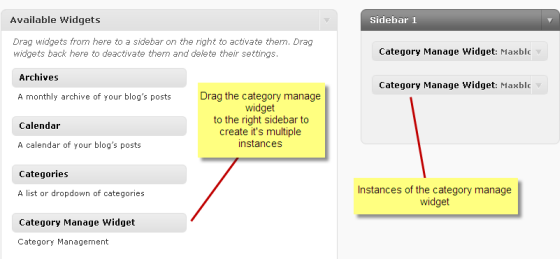 Available Widgets
Drag widgets from here to a sidebar on the right to activate them. Drag
widgets back here to deactivate them and delete their settings.
Archives
A monthly archive of your blog's posts
Calendar
A calendar of your blog's posts
Categories
A list or dropdown of categories
Category Manage Widget
Category Management
Drag the category manage
widget
to the right sidebar to
create it's multiple
instances
Sidebar 1
Category Manage Widget: Maxblo
Category Manage Widget: Maxblo
Instances of the category manage
widget